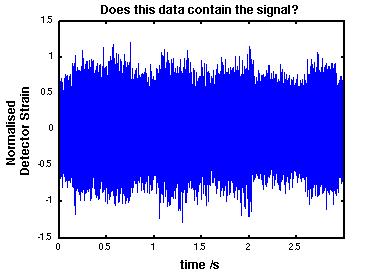 Does this data contain the signal?
Normalised
Detector Strain
1.5
1
0.5
0
-0.5
-1
-1.5
0 0.5 1 1.5 2 2.5
time /s